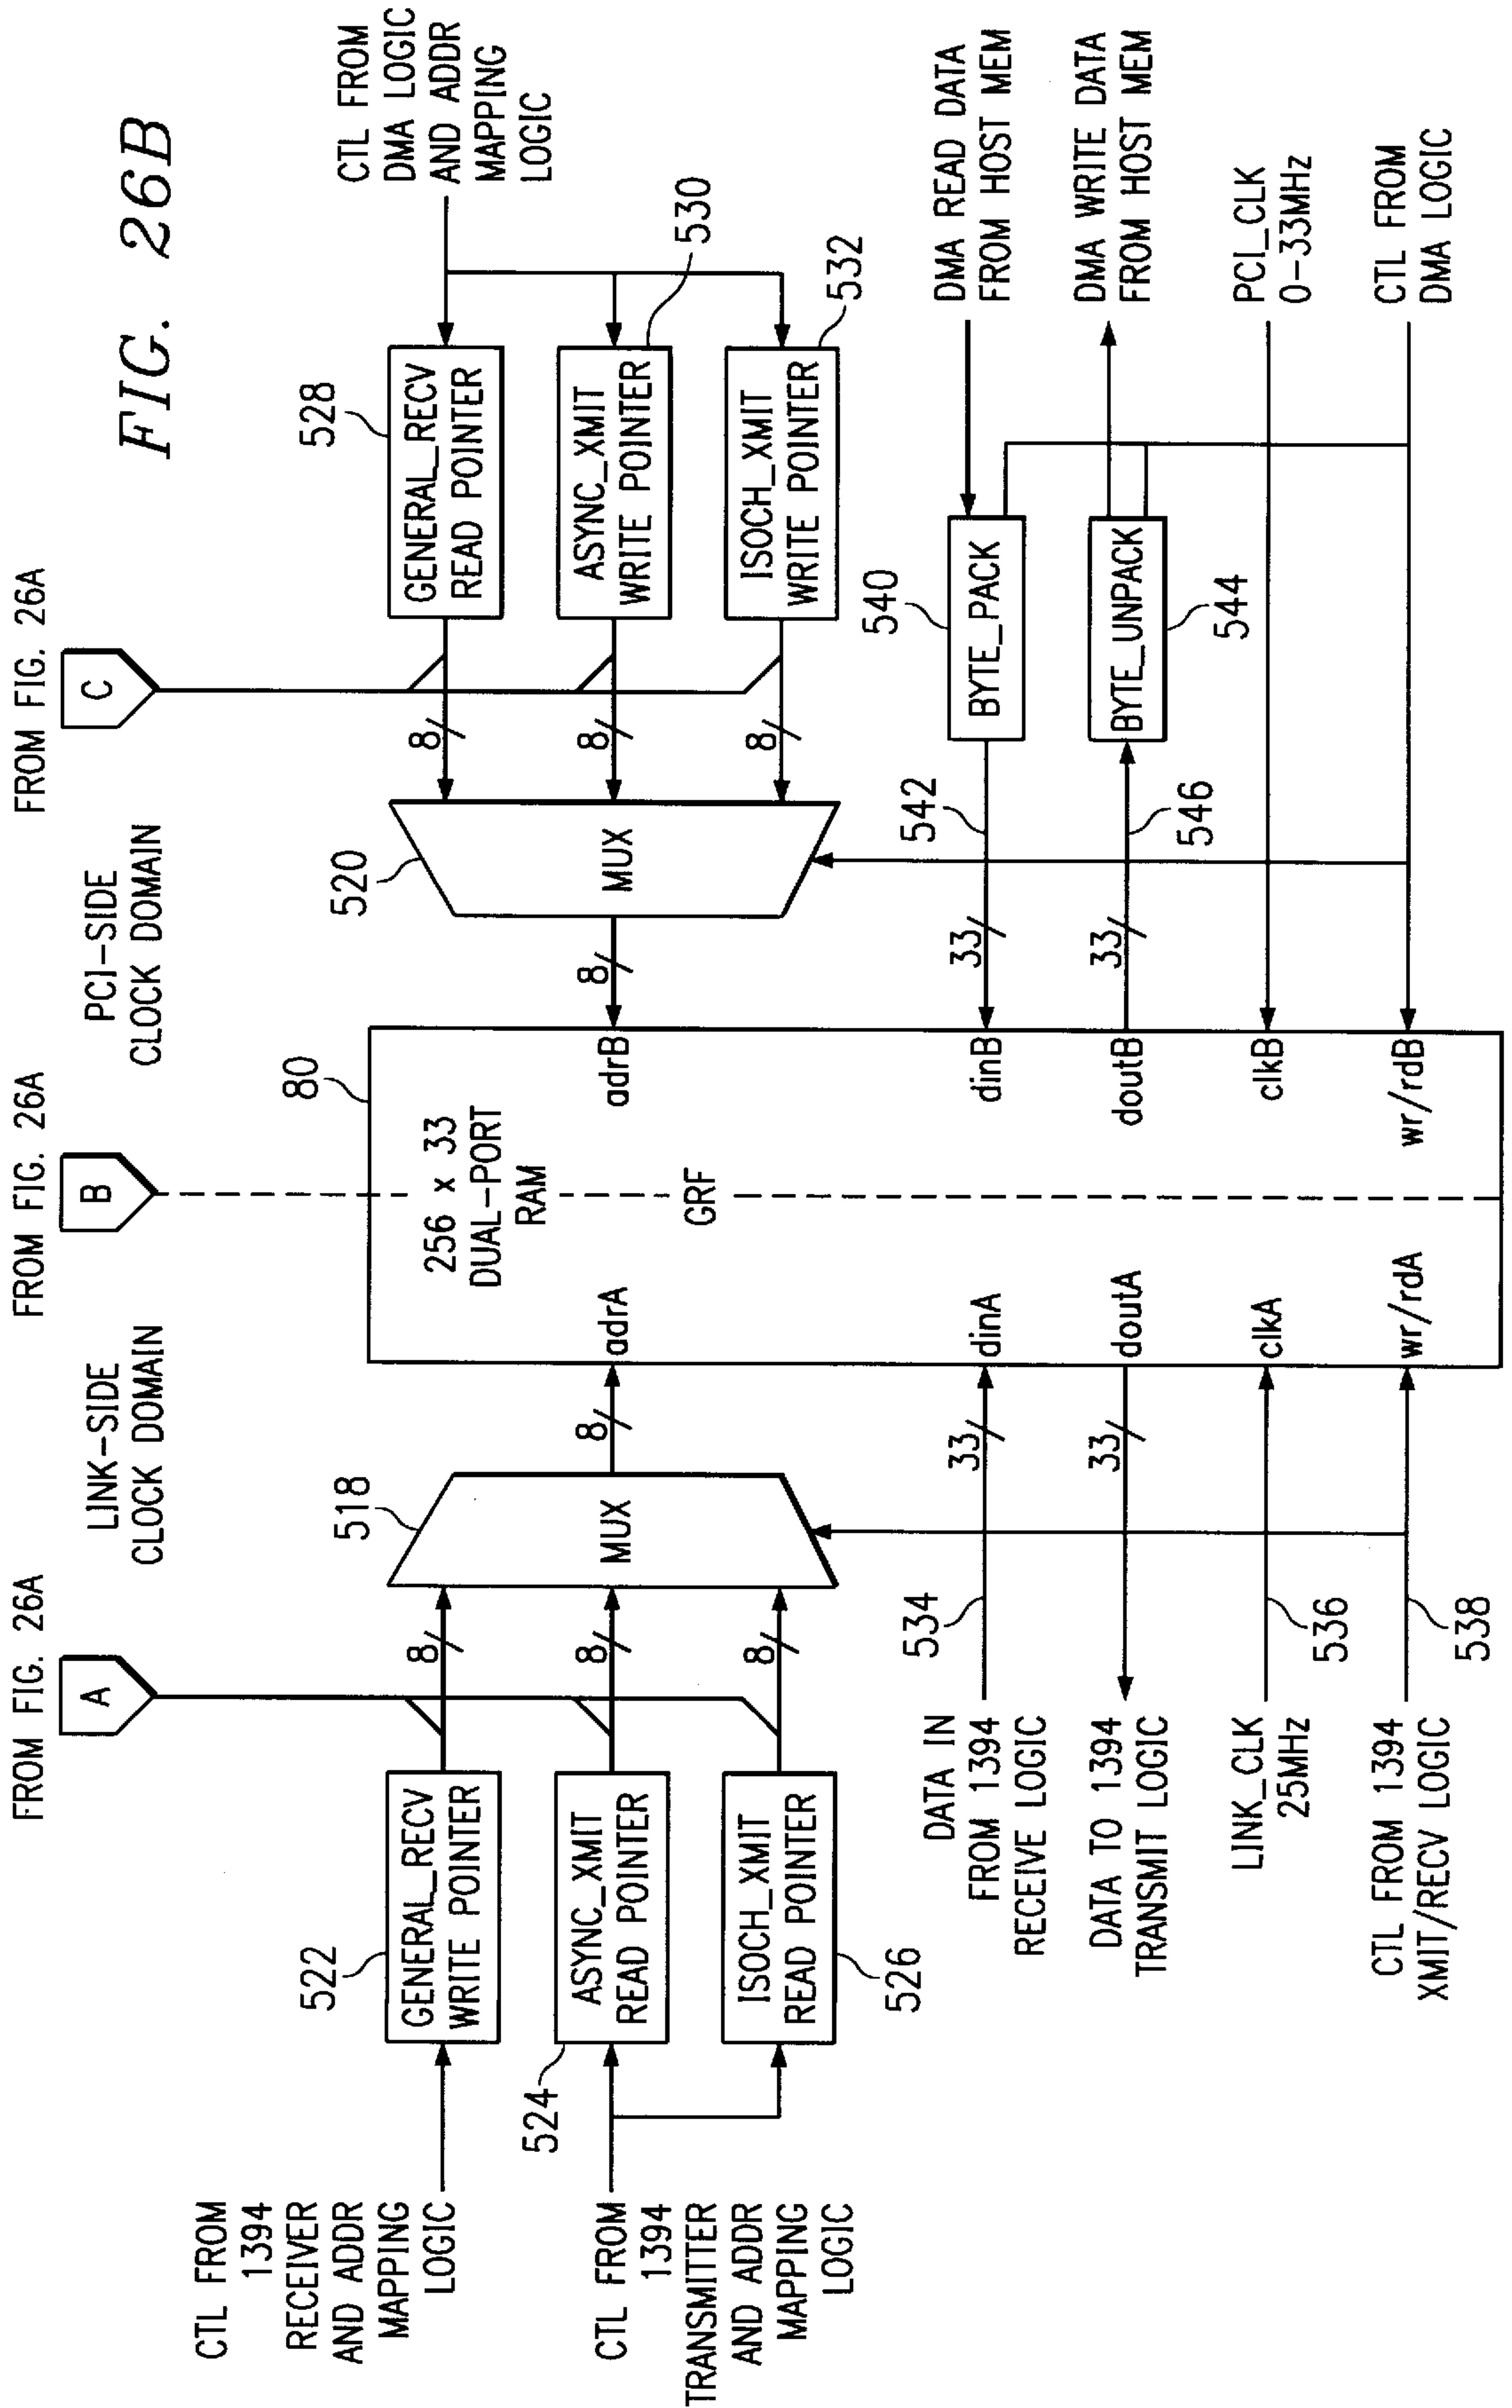 FIG. 26B
FROM FIG. 26A
A
FROM FIG. 26A
B
FROM FIG. 26A
C
LINK-SIDE
CLOCK DOMAIN
PCI-SIDE
CLOCK DOMAIN
CTL FROM
1394
RECEIVER
AND ADDR
MAPPING
LOGIC
522
GENERAL_RECV
WRITE POINTER
8
CTL FROM
1394
TRANSMITTER
AND ADDR
MAPPING
LOGIC
524
ASYNC_XMIT
READ POINTER
8
ISOCH_XMIT
READ POINTER
526
8
518
MUX
8
80
256 x 33
DUAL-PORT
RAM
GRF
adrA
adrB
dinA
dinB
doutA
doutB
clkA
clkB
wr/rdA
wr/rdB
8
520
MUX
8
8
8
528
GENERAL_RECV
READ POINTER
ASYNC_XMIT
WRITE POINTER
530
ISOCH_XMIT
WRITE POINTER
532
CTL FROM
DMA LOGIC
AND ADDR
MAPPING
LOGIC
DATA IN
FROM 1394
RECEIVE LOGIC
534
33
DATA TO 1394
TRANSMIT LOGIC
33
LINK_CLK
25MHz
536
CTL FROM 1394
XMIT/RECV LOGIC
538
33
542
540
BYTE_PACK
DMA READ DATA
FROM HOST MEM
33
546
BYTE_UNPACK
544
DMA WRITE DATA
FROM HOST MEM
PCI_CLK
0-33MHz
CTL FROM
DMA LOGIC